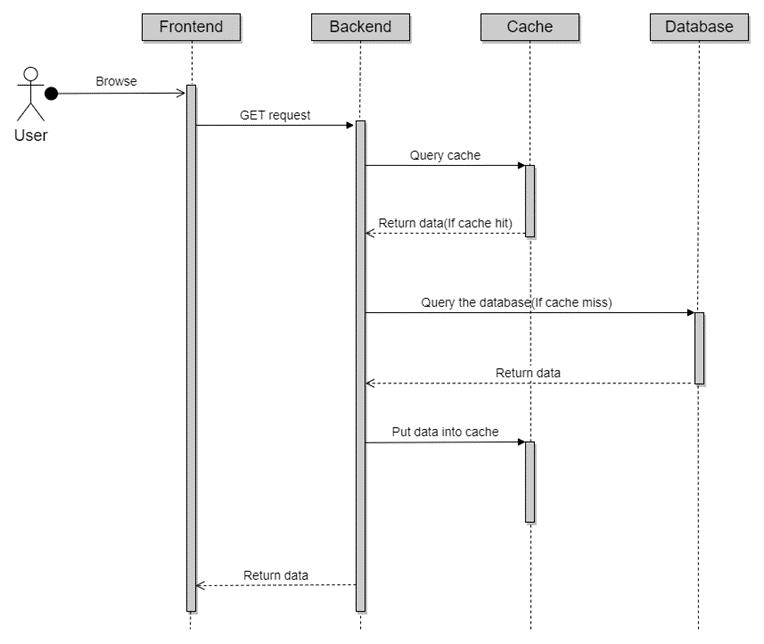 Frontend
Backend
Cache
Database
Browse
User
GET request
Query cache
Return data(If cache hit)
Query the database(If cache miss)
Return data
Put data into cache
Return data